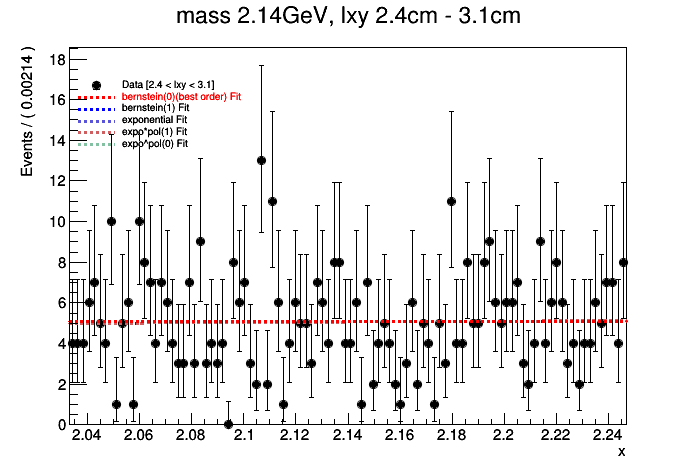 mass 2.14GeV, lxy 2.4cm - 3.1cm
Events / ( 0.00214 )
18
16
14
12
10
8
6
4
2
0
Data [2.4 < lxy < 3.1]
bernstein(0)(best order) Fit
bernstein(1) Fit
exponential Fit
expo*pol(1) Fit
expo*pol(0) Fit
2.04 2.06 2.08 2.1 2.12 2.14 2.16 2.18 2.2 2.22 2.24
x